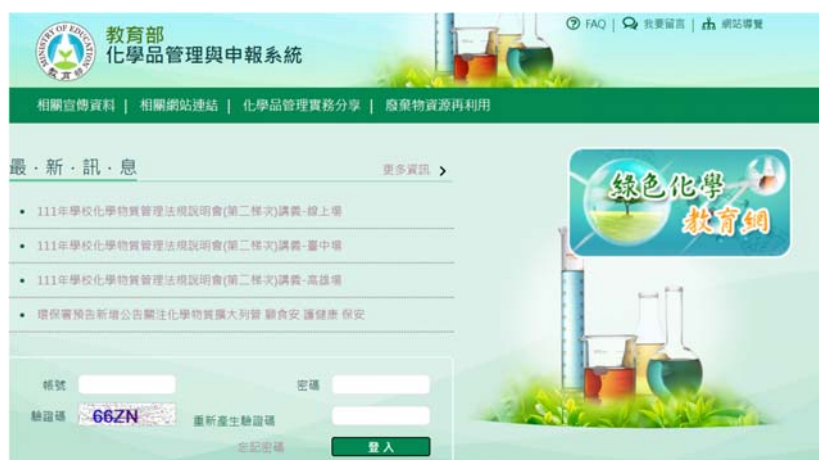 MINISTRY OF EDUCATION
教育部
教育部
化學品管理與申報系統
FAQ | 我要留言 | 網站導覽
相關宣傳資料 | 相關網站連結 | 化學品管理實務分享 | 廢棄物資源再利用
最・新・訊・息
更多資訊
• 111年學校化學物質管理法規說明會(第二梯次)講義-線上場
• 111年學校化學物質管理法規說明會(第二梯次)講義-臺中場
• 111年學校化學物質管理法規說明會(第二梯次)講義-高雄場
• 環保署預告新增公告關注化學物質擴大列管 顧食安 護健康 保安
綠色化學
教育網
帳號
密碼
驗證碼 66ZN 重新產生驗證碼
忘記密碼 登入